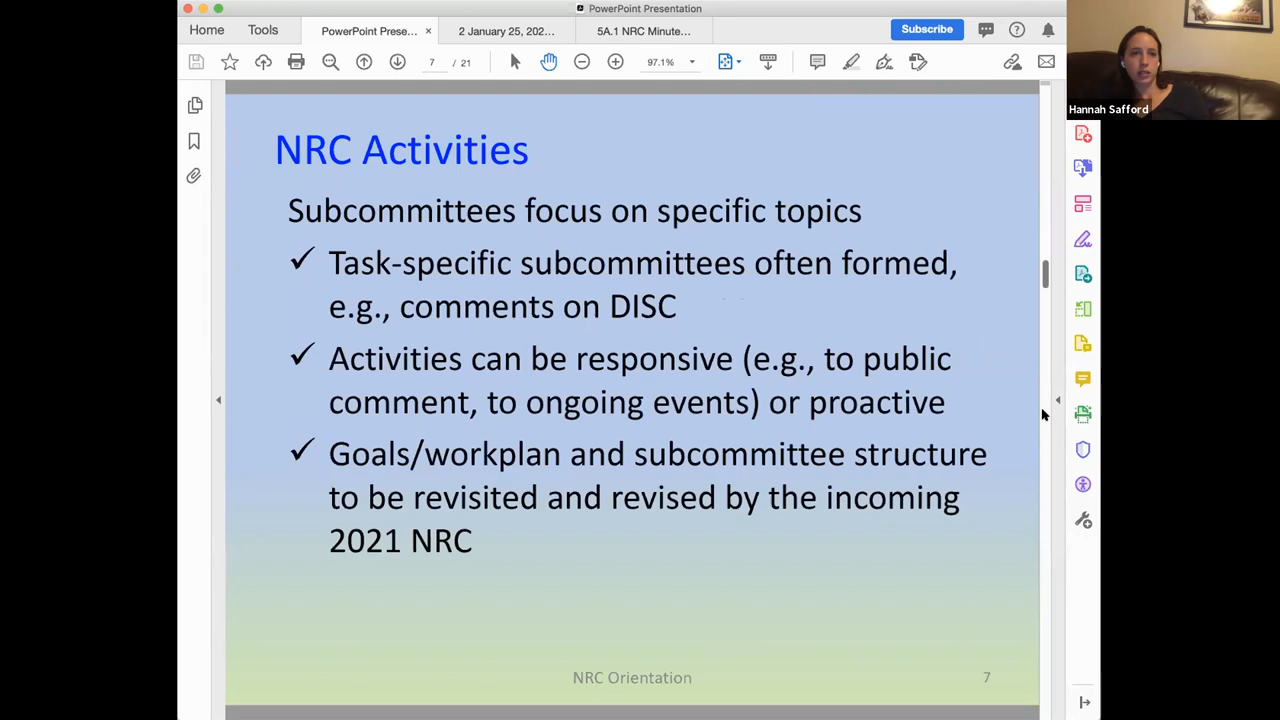 PowerPoint Presentation
Home
Tools
PowerPoint Prese...
2 January 25, 202...
5A.1 NRC Minute...
Subscribe
7 / 21
97.1%
Hannah Safford
NRC Activities
Subcommittees focus on specific topics
✓ Task-specific subcommittees often formed,
e.g., comments on DISC
✓ Activities can be responsive (e.g., to public
comment, to ongoing events) or proactive
✓ Goals/workplan and subcommittee structure
to be revisited and revised by the incoming
2021 NRC
NRC Orientation
7